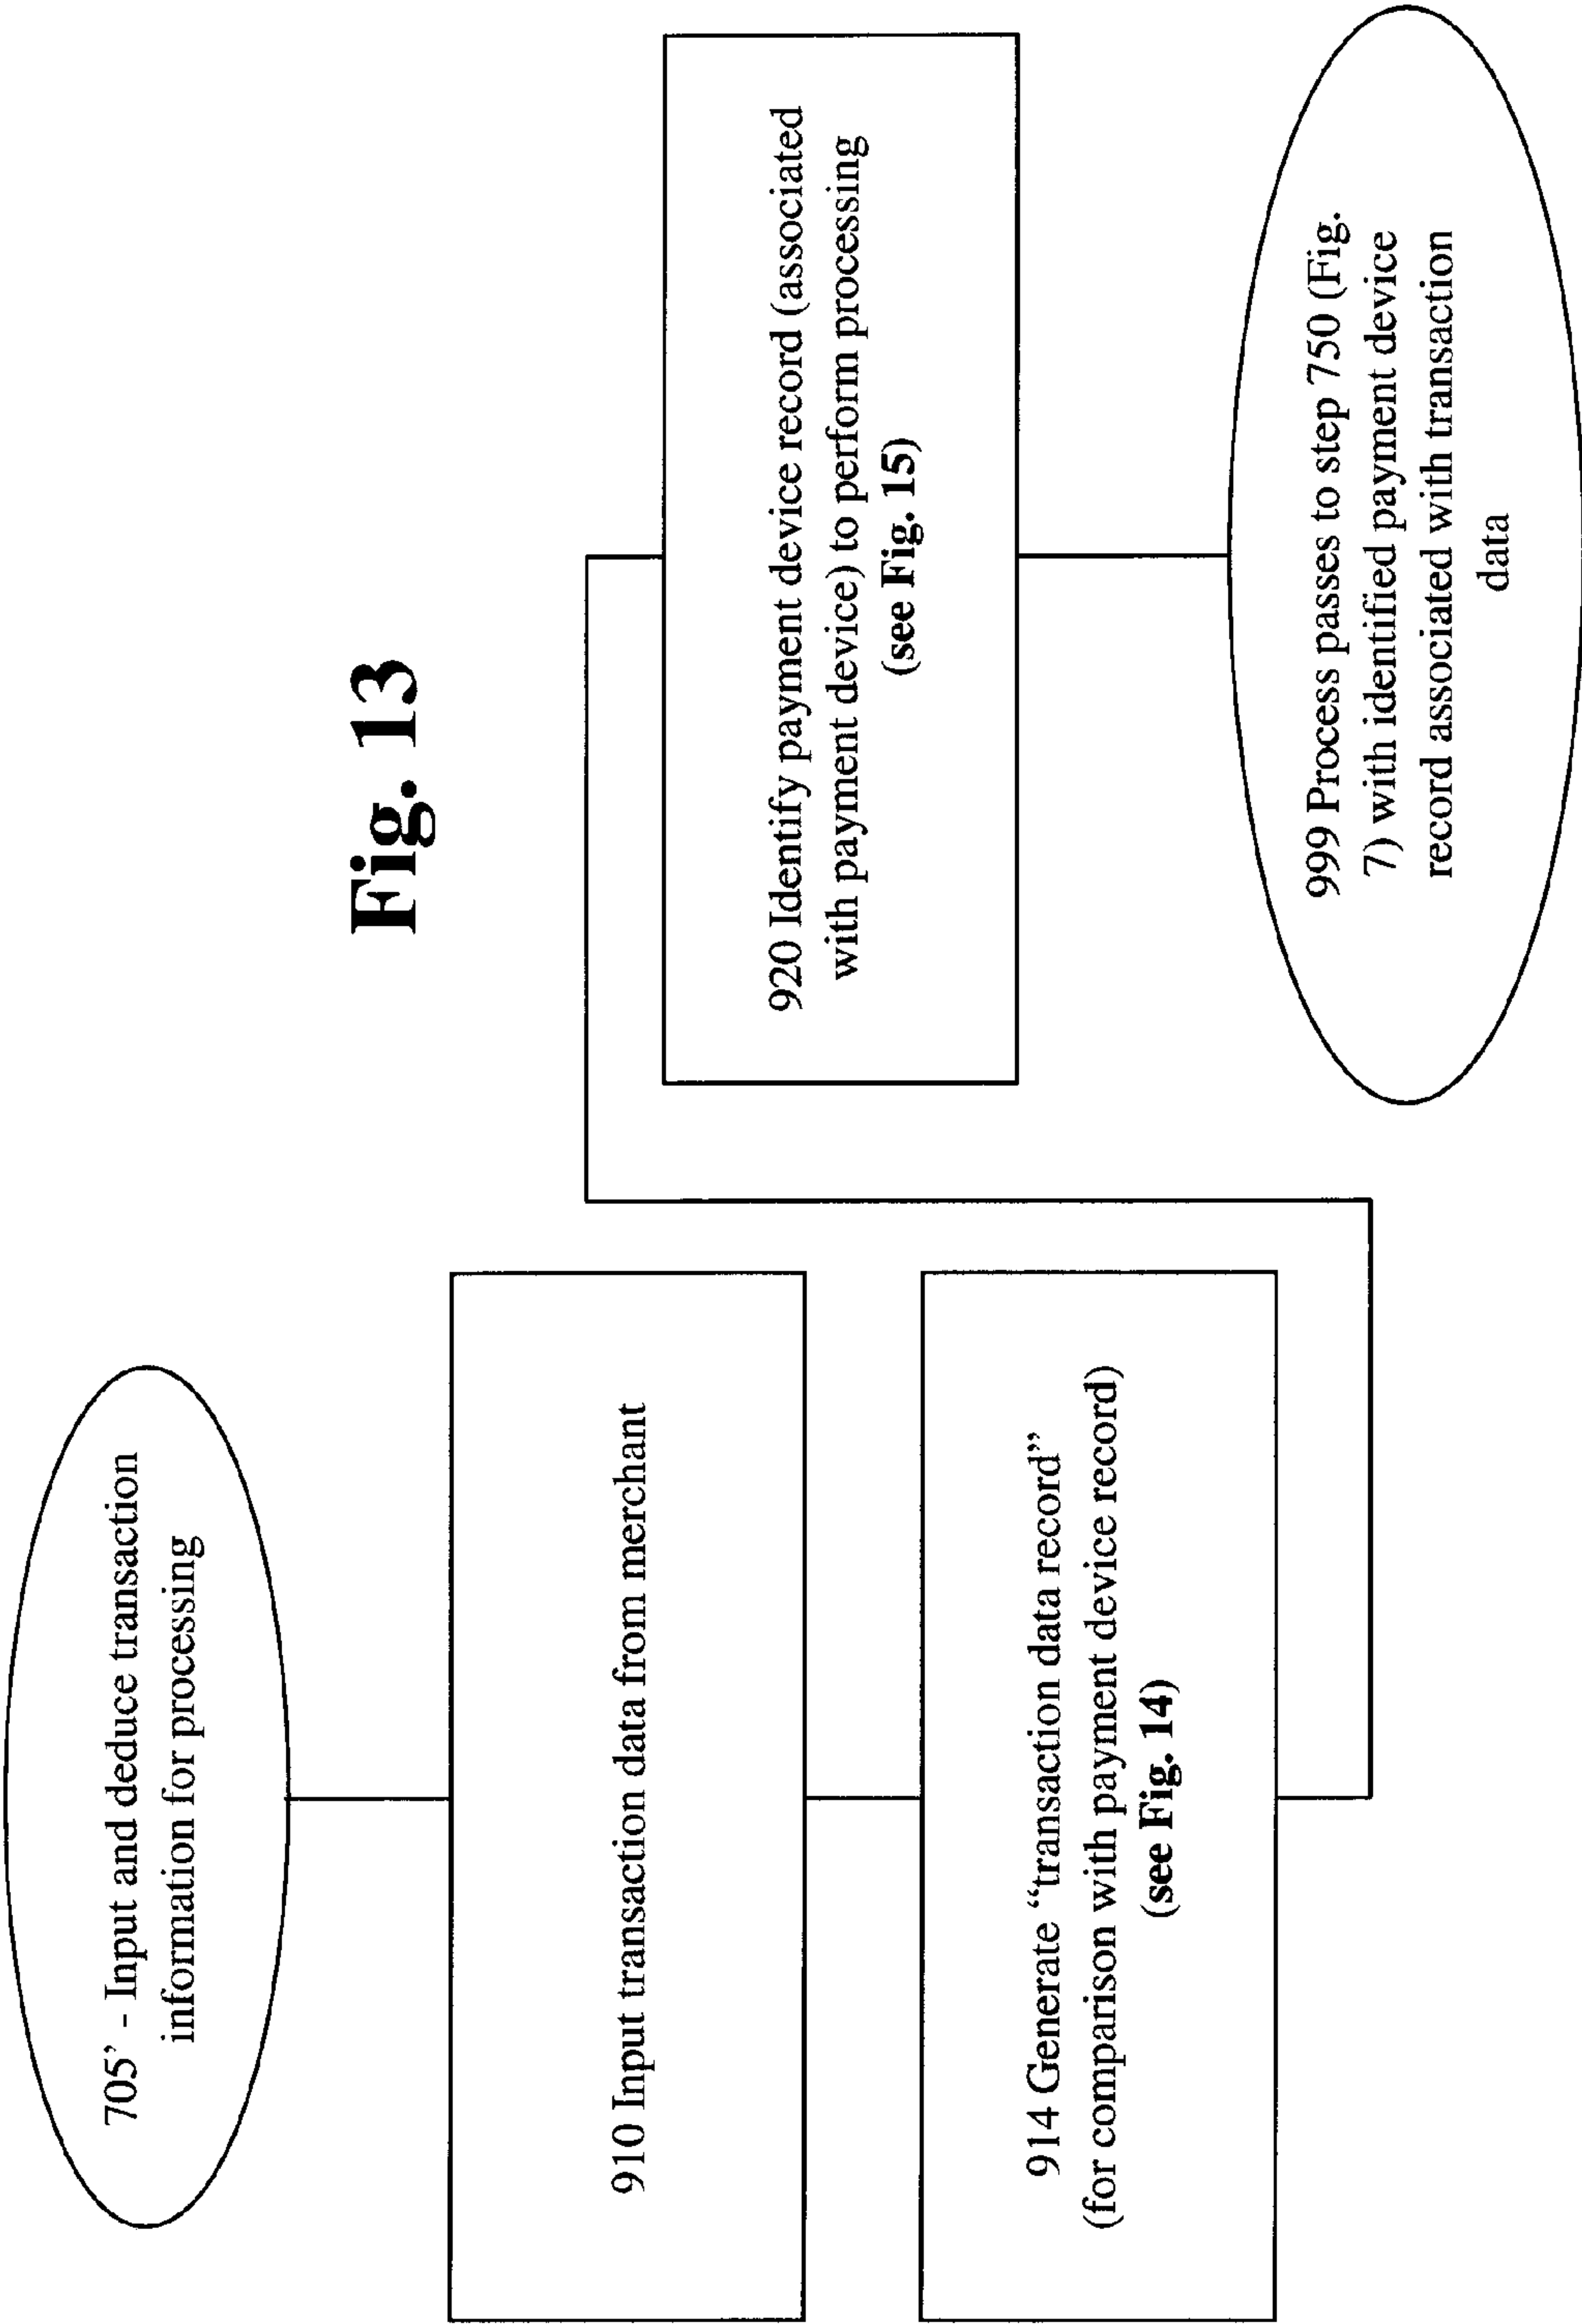 Fig. 13
705’ - Input and deduce transaction
information for processing
910 Input transaction data from merchant
914 Generate “transaction data record”
(for comparison with payment device record)
(see Fig. 14)
920 Identify payment device record (associated
with payment device) to perform processing
(see Fig. 15)
999 Process passes to step 750 (Fig.
7) with identified payment device
record associated with transaction
data